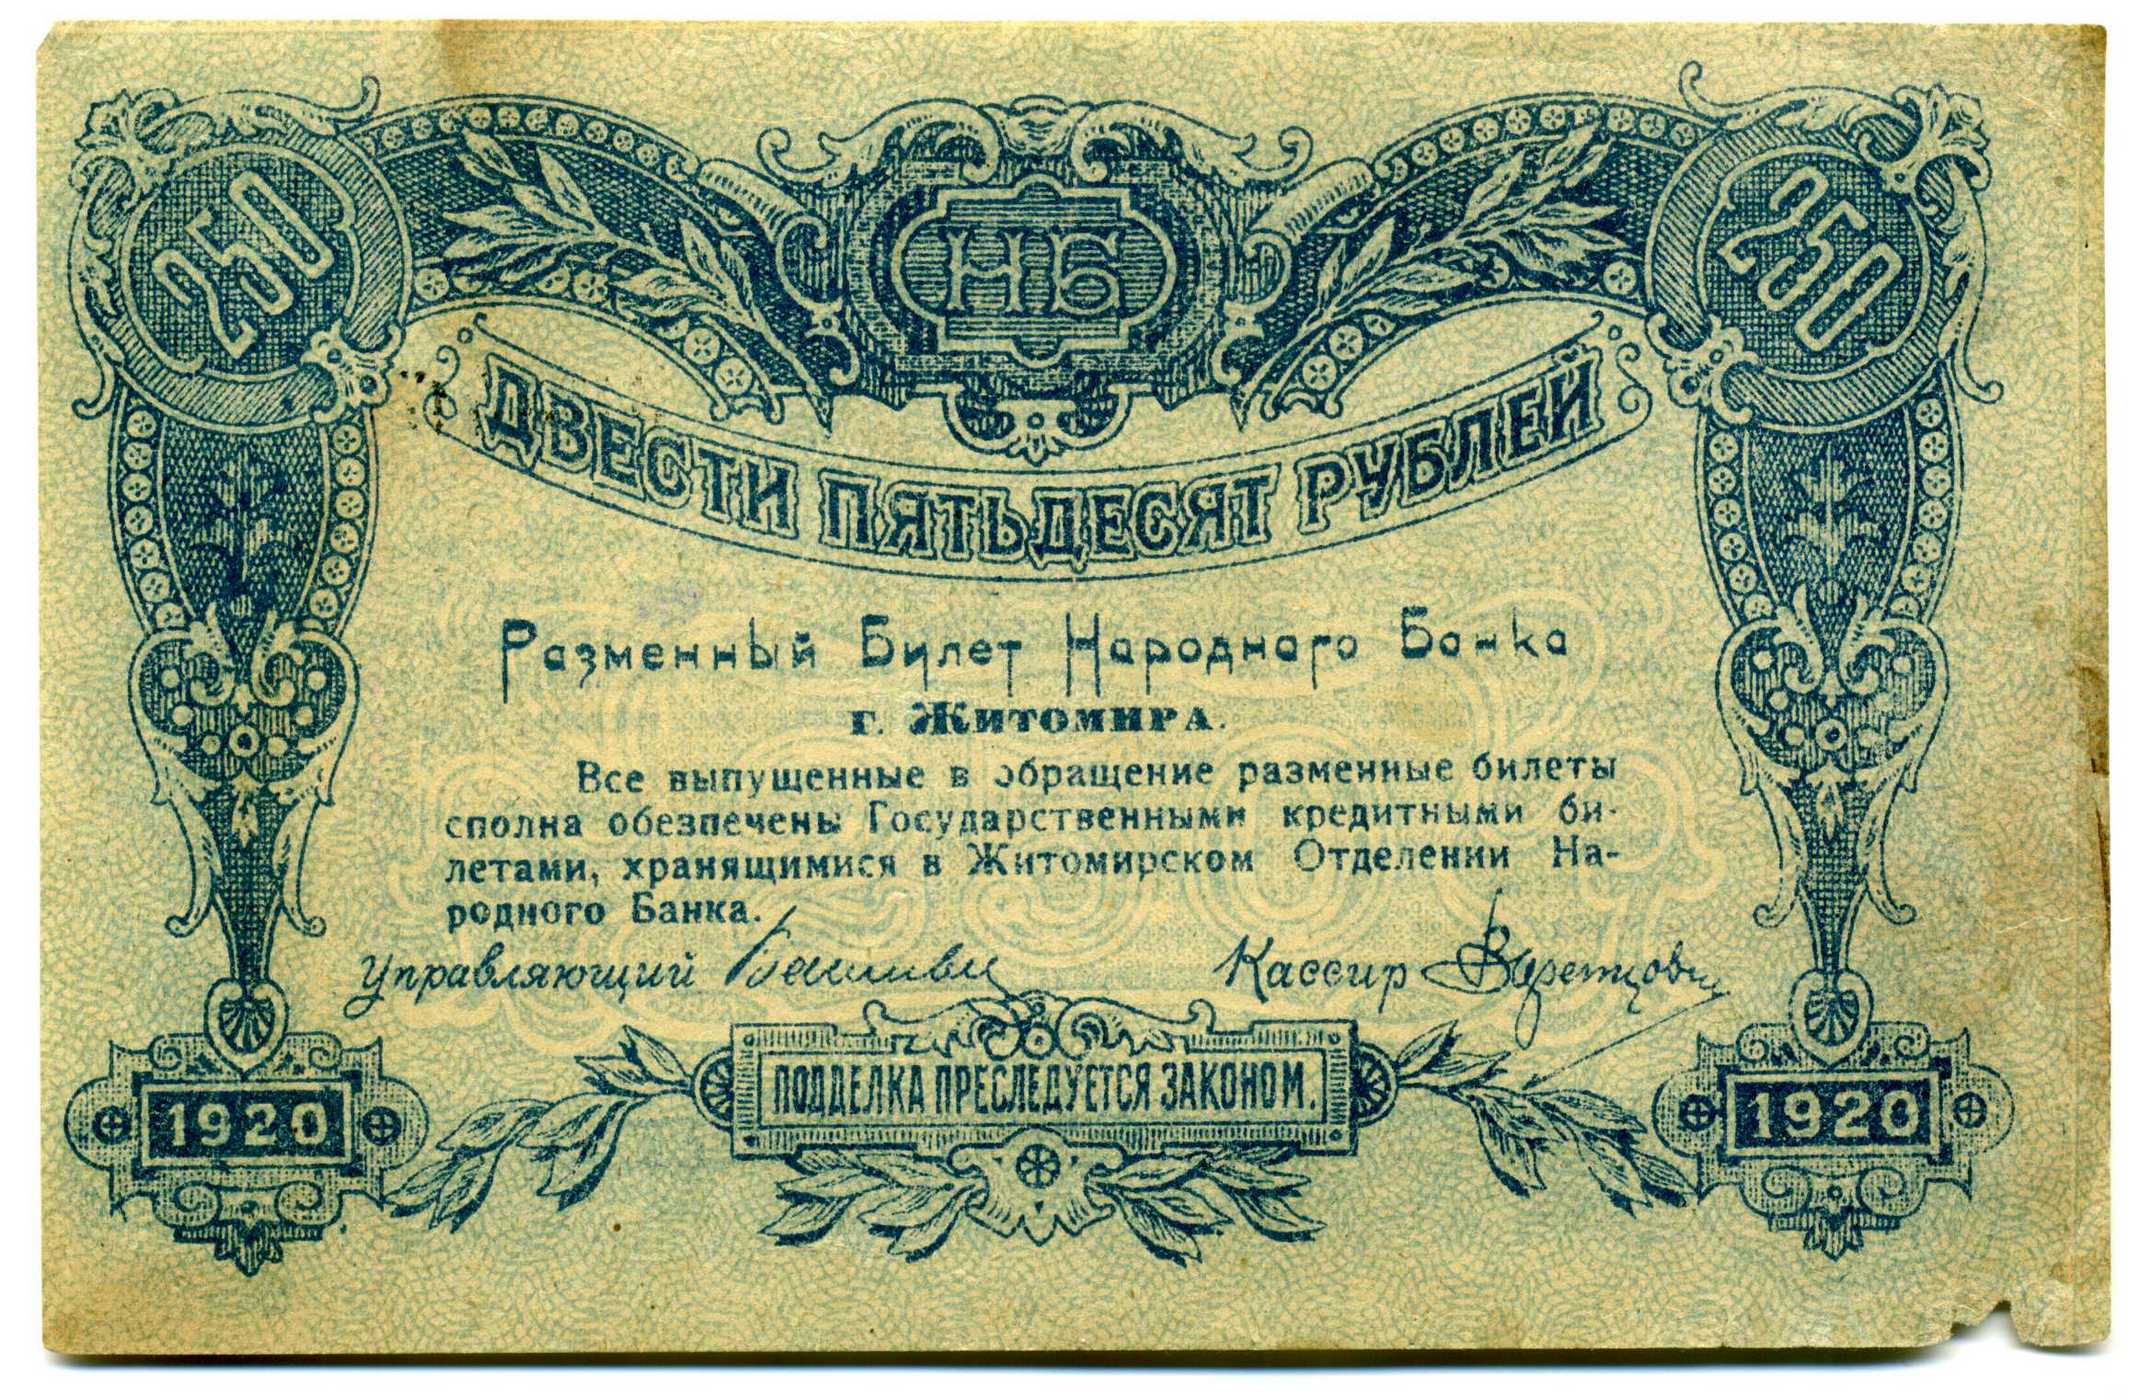 250
НБ
250
ДВЕСТИ ПЯТЬДЕСЯТ РУБЛЕЙ
Разменный Билет Народного Банка
г. Житомира.
Все выпущенные в обращение разменные билеты
сполна обезпечены Государственными кредитными би-
летами, хранящимися в Житомирском Отделении На-
родного Банка.
Управляющий
Кассир
ПОДДЕЛКА ПРЕСЛЕДУЕТСЯ ЗАКОНОМ.
1920
1920